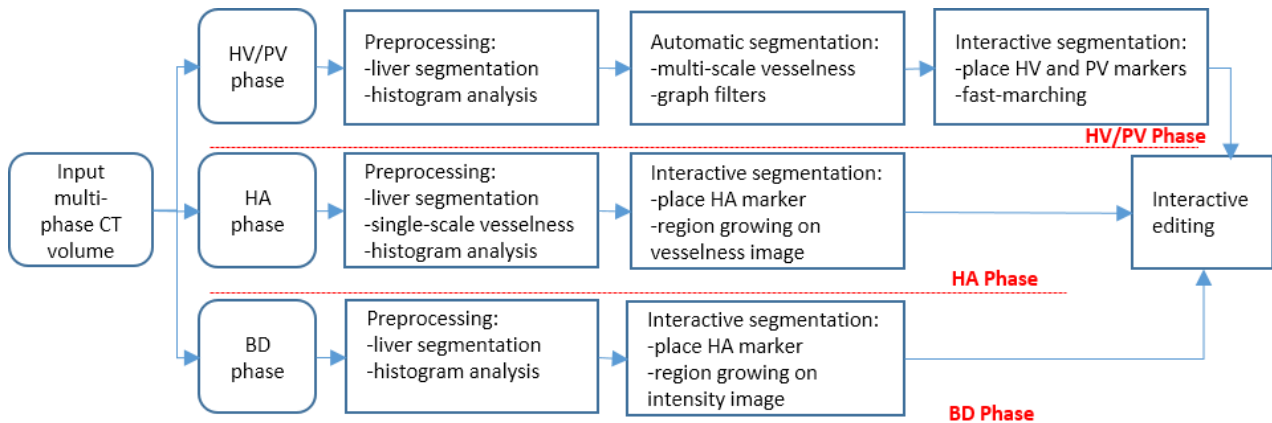 HV/PV
phase
Preprocessing:
-liver segmentation
-histogram analysis
Automatic segmentation:
-multi-scale vesselness
-graph filters
Interactive segmentation:
-place HV and PV markers
-fast-marching
HV/PV Phase
Input
multi-
phase CT
volume
HA
phase
Preprocessing:
-liver segmentation
-single-scale vesselness
-histogram analysis
Interactive segmentation:
-place HA marker
-region growing on
vesselness image
Interactive
editing
HA Phase
BD
phase
Preprocessing:
-liver segmentation
-histogram analysis
Interactive segmentation:
-place HA marker
-region growing on
intensity image
BD Phase